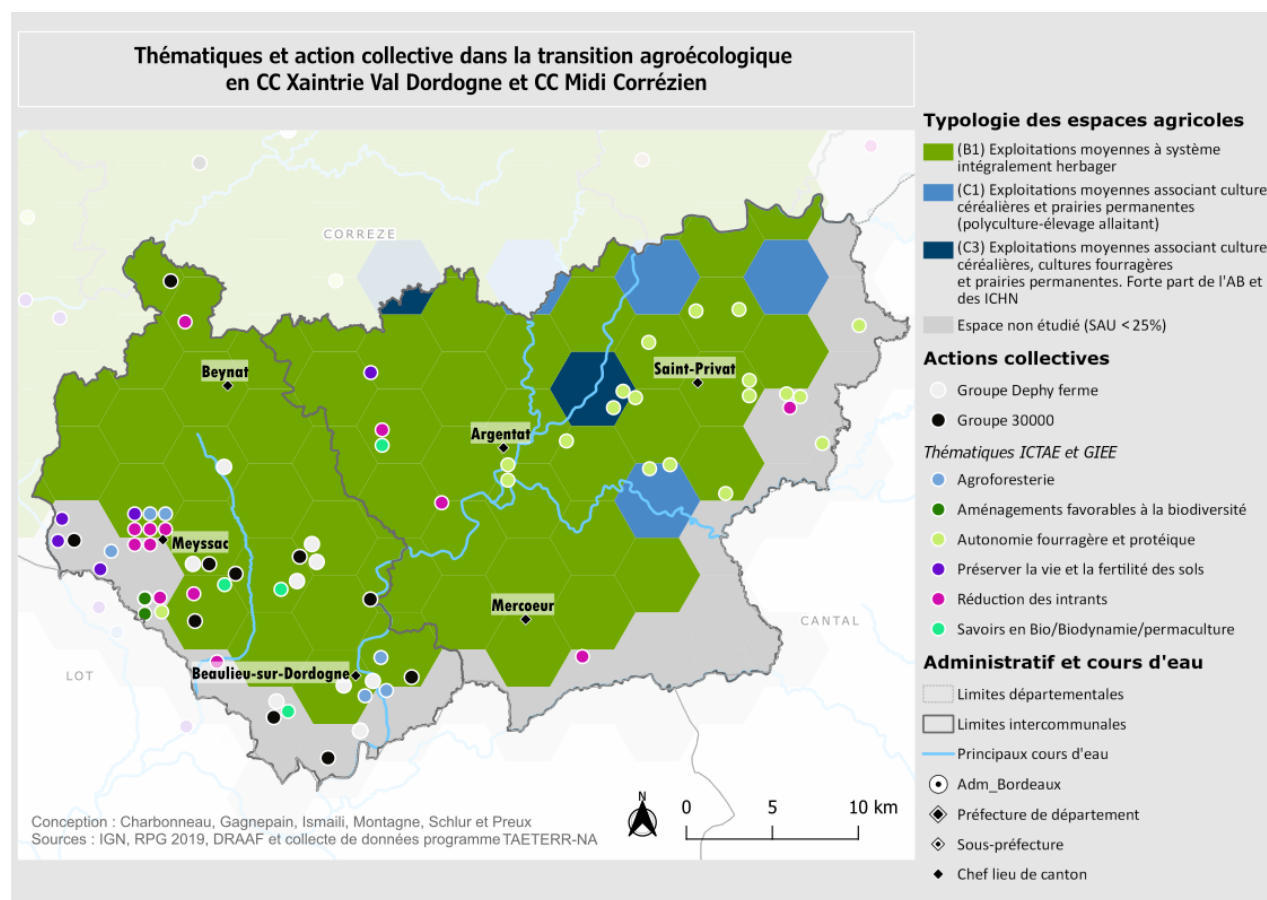 Thématiques et action collective dans la transition agroécologique
en CC Xaintrie Val Dordogne et CC Midi Corrézien
CORREZE
Beynat
Saint-Privat
Argentat
Meyssac
Mercoeur
Beaulieu-sur-Dordogne
LOT
CANTAL
Conception : Charbonneau, Gagnepain, Ismaili, Montagne, Schlur et Preux
Sources : IGN, RPG 2019, DRAAF et collecte de données programme TAETERR-NA
N
0 5 10 km
Typologie des espaces agricoles
(B1) Exploitations moyennes à système
intégralement herbager
(C1) Exploitations moyennes associant culture
céréalières et prairies permanentes
(polyculture-élevage allaitant)
(C3) Exploitations moyennes associant culture
céréalières, cultures fourragères
et prairies permanentes. Forte part de l'AB et
des ICHN
Espace non étudié (SAU < 25%)
Actions collectives
Groupe Dephy ferme
Groupe 30000
Thématiques ICTAE et GIEE
Agroforesterie
Aménagements favorables à la biodiversité
Autonomie fourragère et protéique
Préserver la vie et la fertilité des sols
Réduction des intrants
Savoirs en Bio/Biodynamie/permaculture
Administratif et cours d'eau
Limites départementales
Limites intercommunales
Principaux cours d'eau
Adm_Bordeaux
Préfecture de département
Sous-préfecture
Chef lieu de canton